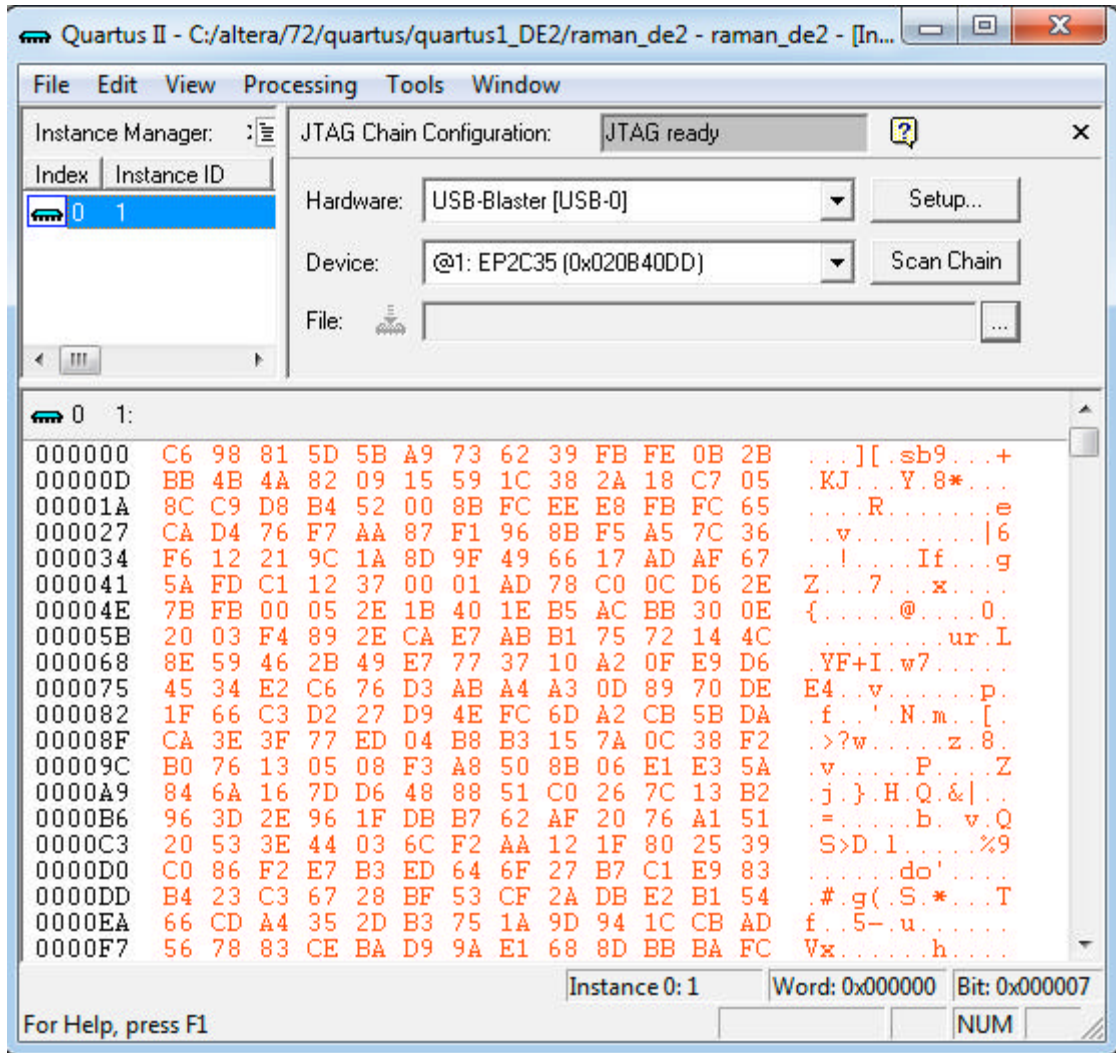 Quartus II - C:/altera/72/quartus/quartus1_DE2/raman_de2 - raman_de2 - [In...
File Edit View Processing Tools Window
Instance Manager:
JTAG Chain Configuration: JTAG ready
Index Instance ID
0 1
Hardware: USB-Blaster [USB-0] Setup...
Device: @1: EP2C35 (0x020B40DD) Scan Chain
File: ...
0 1:
000000 C6 98 81 5D 5B A9 73 62 39 FB FE 0B 2B ...][.sb9...+
00000D BB 4B 4A 82 09 15 59 1C 38 2A 18 C7 05 .KJ...Y.8*...
00001A 8C C9 D8 B4 52 00 8B FC EE E8 FB FC 65 ....R.......e
000027 CA D4 76 F7 AA 87 F1 96 8B F5 A5 7C 36 ..v........|6
000034 F6 12 21 9C 1A 8D 9F 49 66 17 AD AF 67 ..!....If...g
000041 5A FD C1 12 37 00 01 AD 78 C0 0C D6 2E Z...7...x....
00004E 7B FB 00 05 2E 1B 40 1E B5 AC BB 30 0E {.....@....0.
00005B 20 03 F4 89 2E CA E7 AB B1 75 72 14 4C ........ur.L
000068 8E 59 46 2B 49 E7 77 37 10 A2 0F E9 D6 .YF+I.w7.....
000075 45 34 E2 C6 76 D3 AB A4 A3 0D 89 70 DE E4..v......p.
000082 1F 66 C3 D2 27 D9 4E FC 6D A2 CB 5B DA .f..'.N.m..[.
00008F CA 3E 3F 77 ED 04 B8 B3 15 7A 0C 38 F2 .>?w.....z.8.
00009C B0 76 13 05 08 F3 A8 50 8B 06 E1 E3 5A .v.....P....Z
0000A9 84 6A 16 7D D6 48 88 51 C0 26 7C 13 B2 .j.}.H.Q.&|..
0000B6 96 3D 2E 96 1F DB B7 62 AF 20 76 A1 51 .=.....b. v.Q
0000C3 20 53 3E 44 03 6C F2 AA 12 1F 80 25 39 S>D.l.....%9
0000D0 C0 86 F2 E7 B3 ED 64 6F 27 B7 C1 E9 83 ......do'....
0000DD B4 23 C3 67 28 BF 53 CF 2A DB E2 B1 54 .#.g(.S.*...T
0000EA 66 CD A4 35 2D B3 75 1A 9D 94 1C CB AD f..5-.u......
0000F7 56 78 83 CE BA D9 9A E1 68 8D BB BA FC Vx......h....
Instance 0: 1 Word: 0x000000 Bit: 0x000007
For Help, press F1 NUM